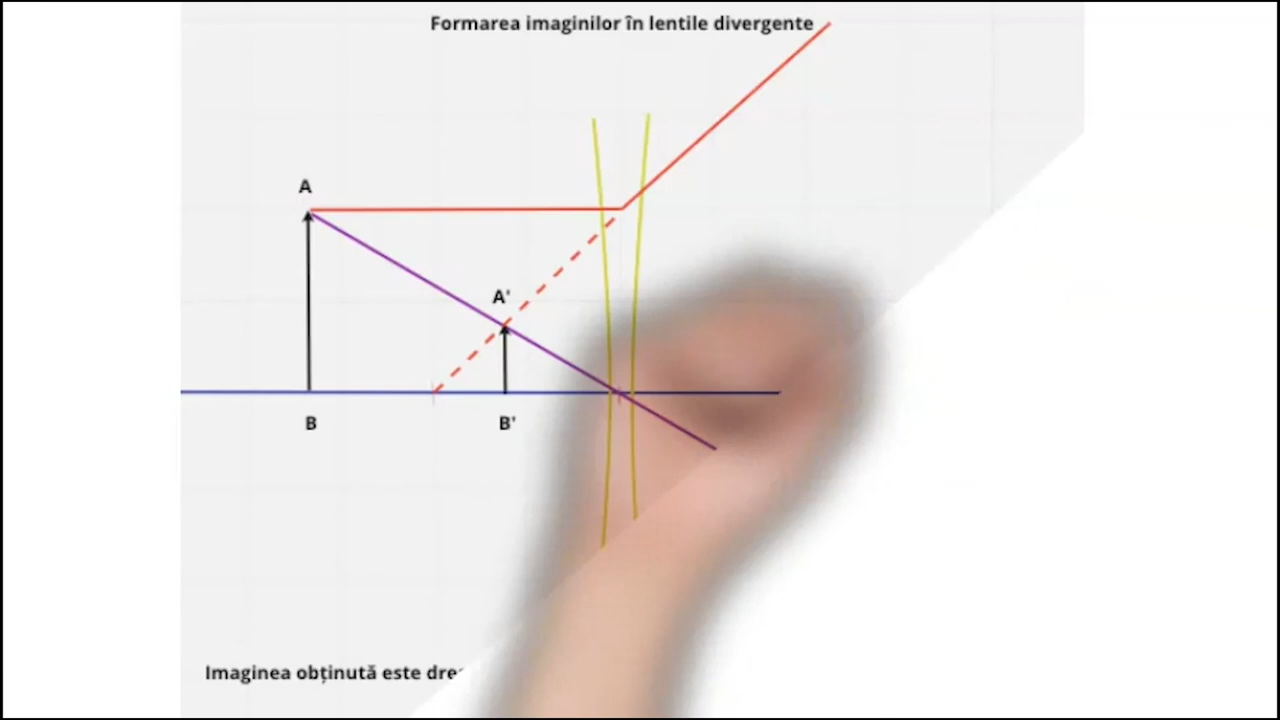 Formarea imaginilor în lentile divergente
A
A'
B
B'
Imaginea obținută este